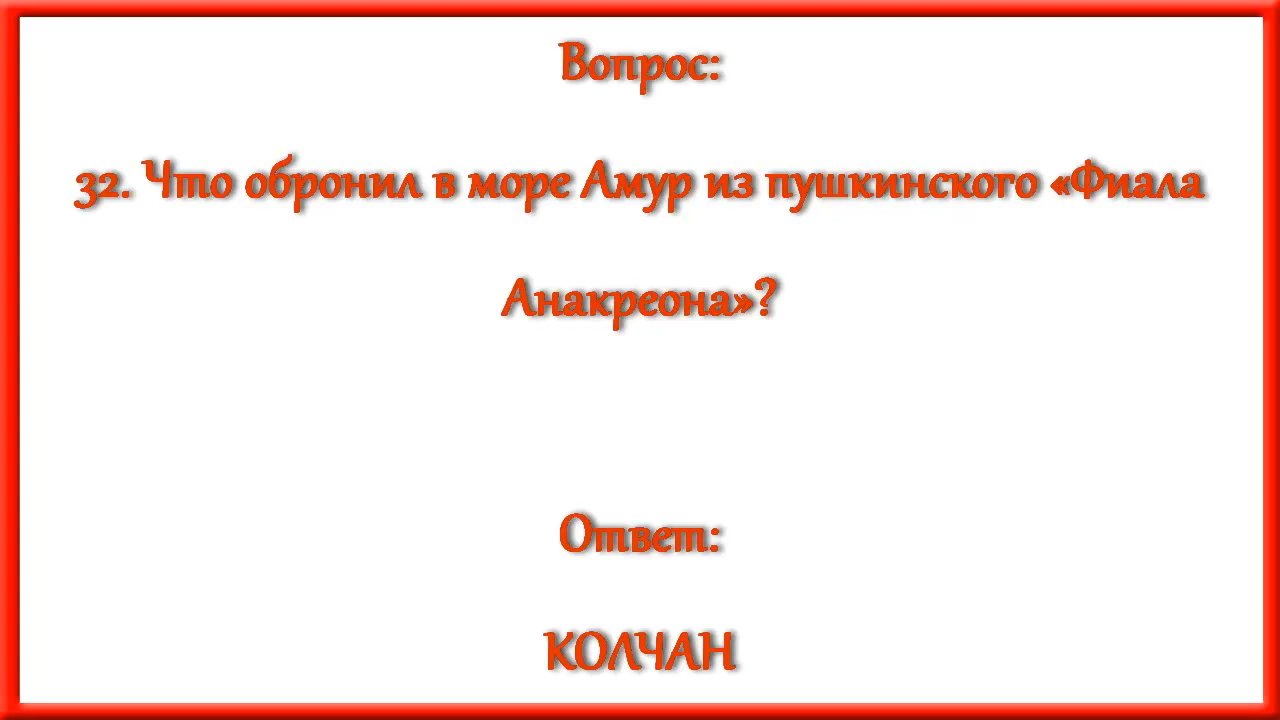 Вопрос:
32. Что обронил в море Амур из пушкинского «Фиала
Анакреона»?
Ответ:
КОЛЧАН